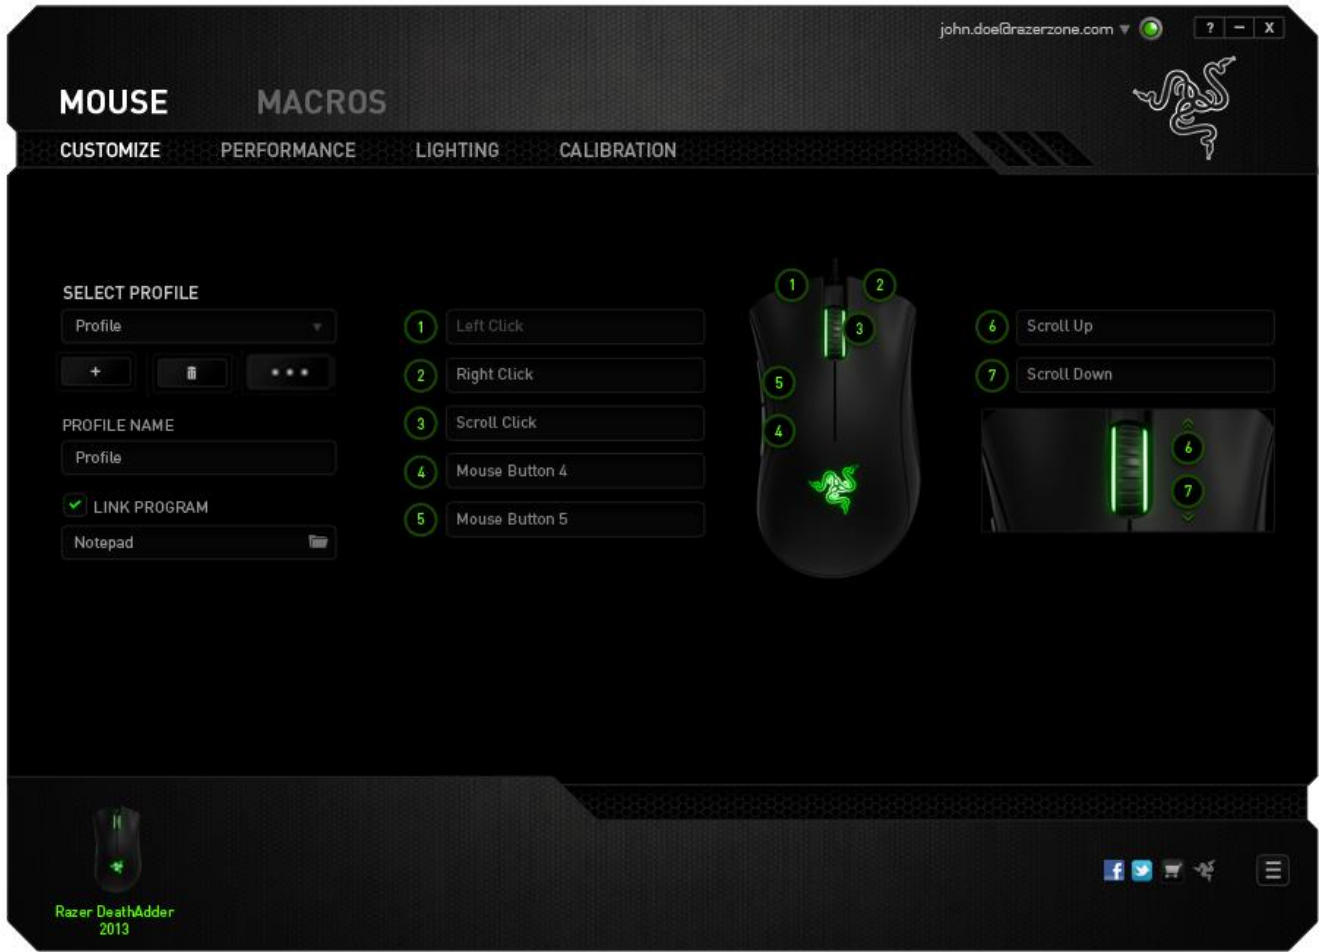 john.doe@razerzone.com
? – X
MOUSE MACROS
CUSTOMIZE PERFORMANCE LIGHTING CALIBRATION
SELECT PROFILE
Profile
+
PROFILE NAME
Profile
LINK PROGRAM
Notepad
1 Left Click
2 Right Click
3 Scroll Click
4 Mouse Button 4
5 Mouse Button 5
1 2
3
5
4
6 Scroll Up
7 Scroll Down
6
7
f
Razer DeathAdder
2013